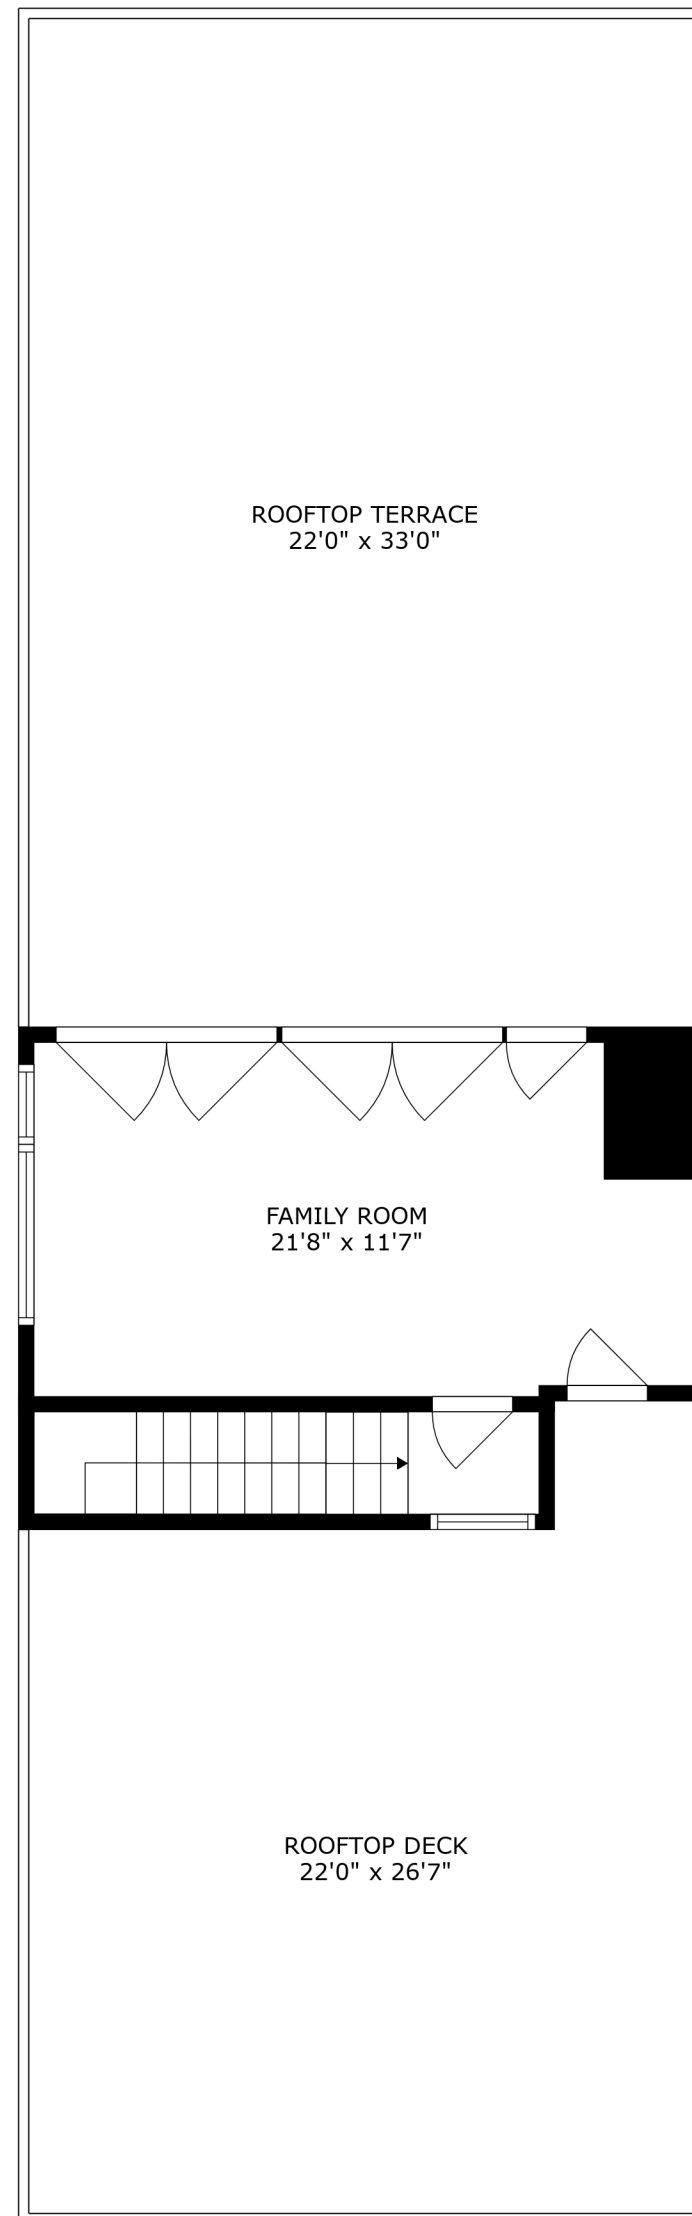 ROOFTOP TERRACE
22'0" x 33'0"
FAMILY ROOM
21'8" x 11'7"
ROOFTOP DECK
22'0" x 26'7"